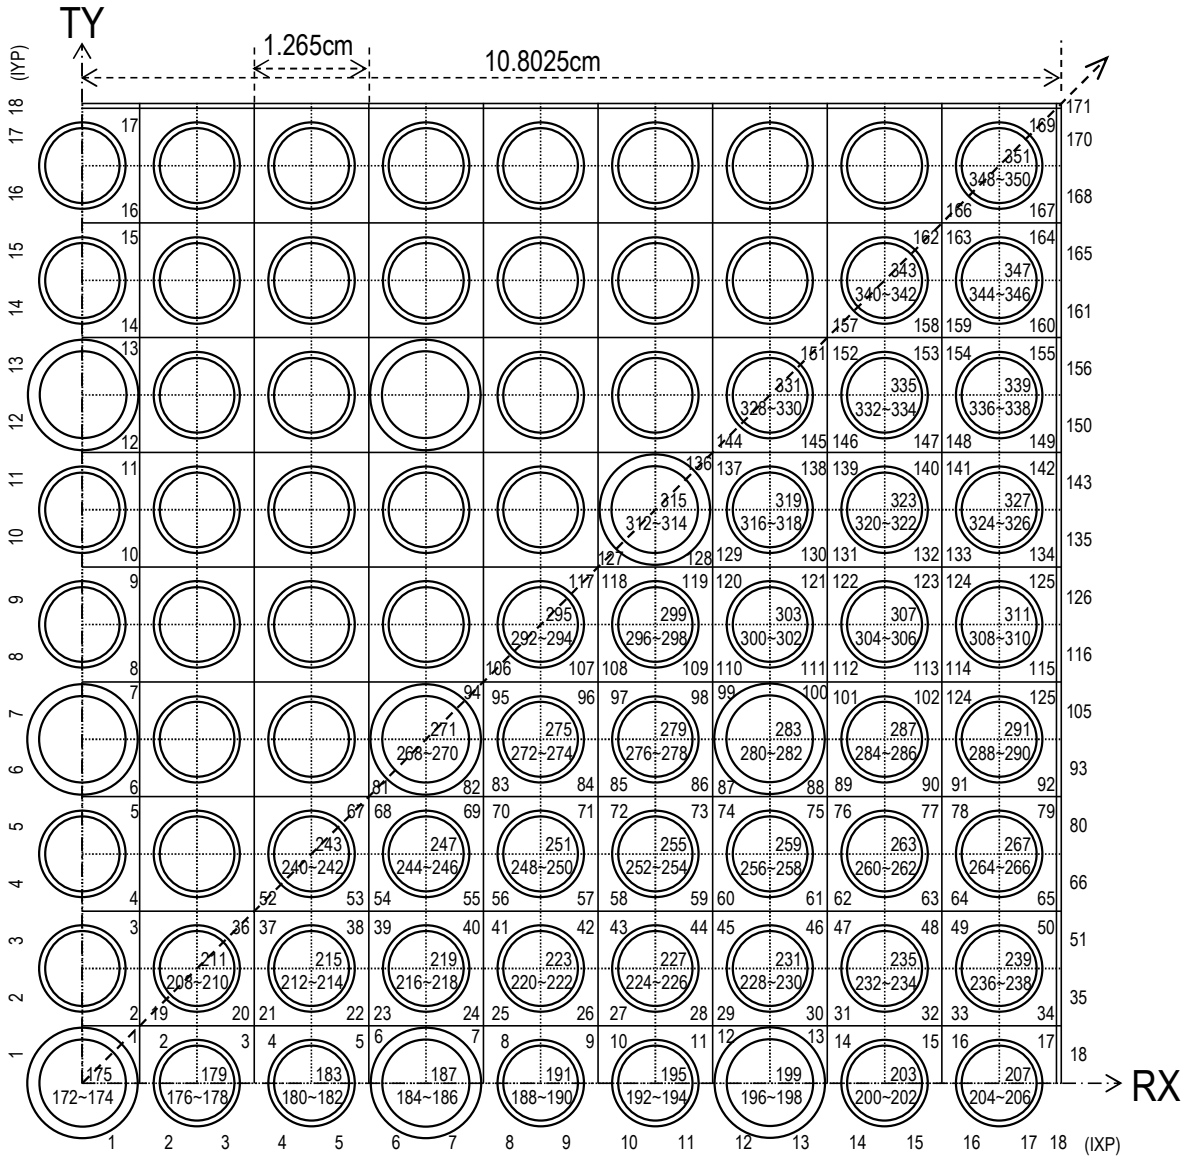 TY
1.265cm
10.8025cm
(IYP)
18 171
17 17 169 170
351
348~350
16 16 166 167 168
15 15 162 163 164 165
343 347
340~342 344~346
14 14 157 158 159 160 161
13 13 151 152 153 154 155 156
331 335 339
328~330 332~334 336~338
12 12 144 145 146 147 148 149 150
11 11 136 137 138 139 140 141 142 143
315 319 323 327
312~314 316~318 320~322 324~326
10 10 127 128 129 130 131 132 133 134 135
9 9 117 118 119 120 121 122 123 124 125 126
295 299 303 307 311
292~294 296~298 300~302 304~306 308~310
8 8 106 107 108 109 110 111 112 113 114 115 116
7 7 94 95 96 97 98 99 100 101 102 124 125 105
271 275 279 283 287 291
268~270 272~274 276~278 280~282 284~286 288~290
6 6 81 82 83 84 85 86 87 88 89 90 91 92 93
5 5 67 68 69 70 71 72 73 74 75 76 77 78 79 80
243 247 251 255 259 263 267
240~242 244~246 248~250 252~254 256~258 260~262 264~266
4 4 52 53 54 55 56 57 58 59 60 61 62 63 64 65 66
3 3 36 37 38 39 40 41 42 43 44 45 46 47 48 49 50 51
211 215 219 223 227 231 235 239
208~210 212~214 216~218 220~222 224~226 228~230 232~234 236~238
2 2 19 20 21 22 23 24 25 26 27 28 29 30 31 32 33 34 35
1 1 2 3 4 5 6 7 8 9 10 11 12 13 14 15 16 17 18
175 179 183 187 191 195 199 203 207
172~174 176~178 180~182 184~186 188~190 192~194 196~198 200~202 204~206
RX
1 2 3 4 5 6 7 8 9 10 11 12 13 14 15 16 17 18 (IXP)